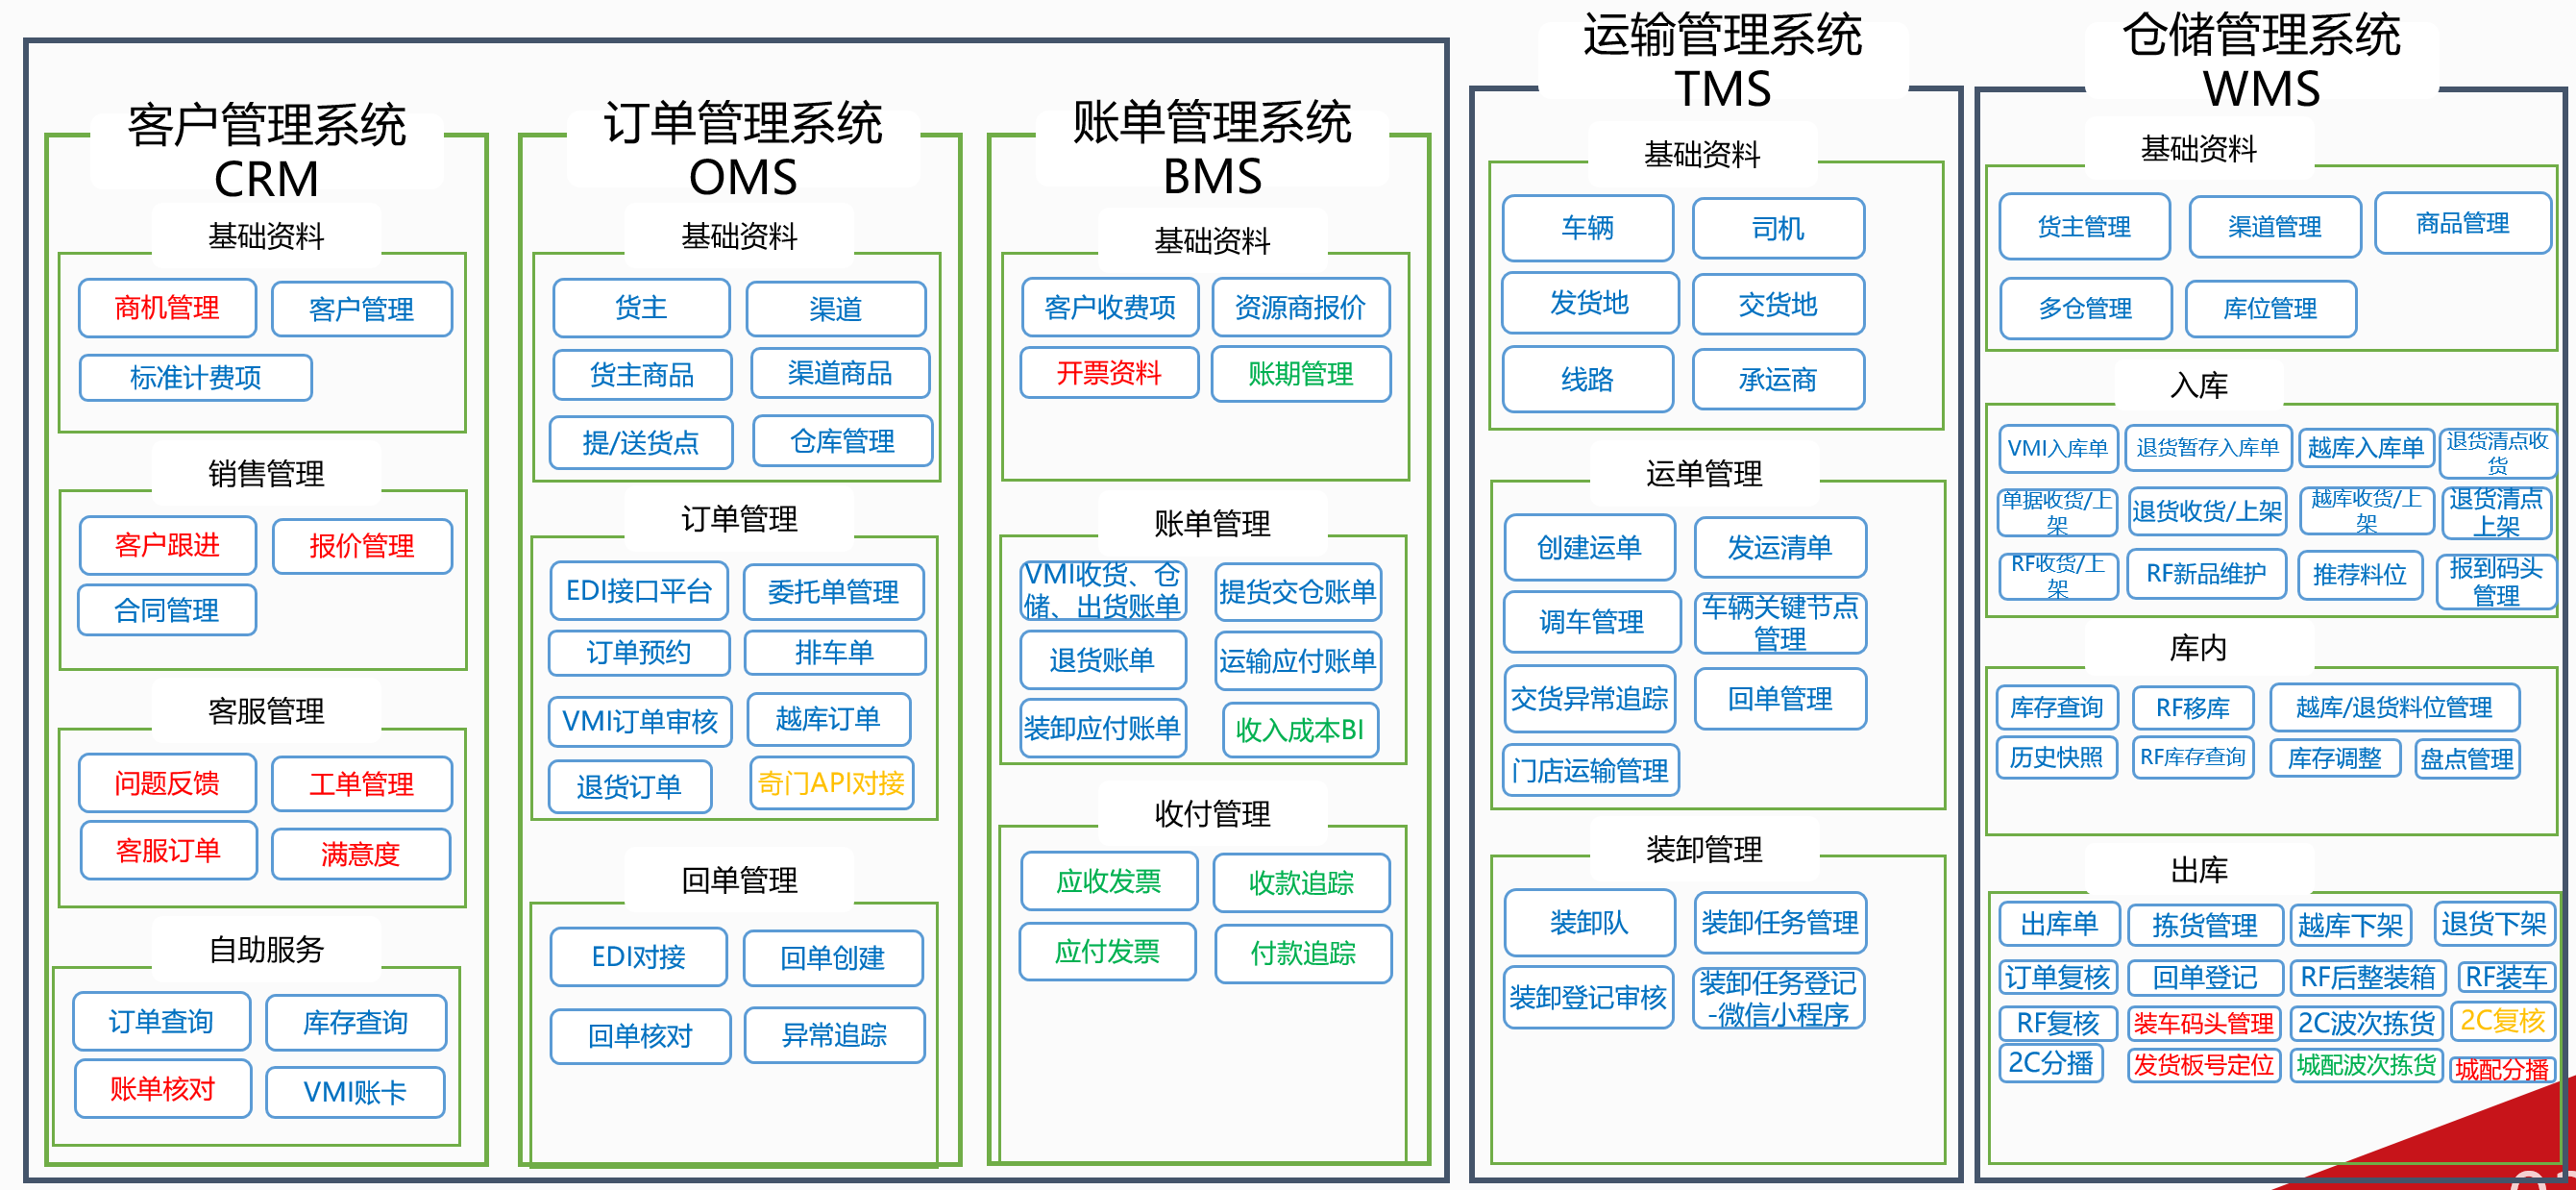 客户管理系统
CRM
基础资料
商机管理
客户管理
标准计费项
销售管理
客户跟进
报价管理
合同管理
客服管理
问题反馈
工单管理
客服订单
满意度
自助服务
订单查询
库存查询
账单核对
VMI账卡
订单管理系统
OMS
基础资料
货主
渠道
货主商品
渠道商品
提/送货点
仓库管理
订单管理
EDI接口平台
委托单管理
订单预约
排车单
VMI订单审核
越库订单
退货订单
奇门API对接
回单管理
EDI对接
回单创建
回单核对
异常追踪
账单管理系统
BMS
基础资料
客户收费项
资源商报价
开票资料
账期管理
账单管理
VMI收货、仓
储、出货账单
提货交仓账单
退货账单
运输应付账单
装卸应付账单
收入成本BI
收付管理
应收发票
收款追踪
应付发票
付款追踪
运输管理系统
TMS
基础资料
车辆
司机
发货地
交货地
线路
承运商
运单管理
创建运单
发运清单
调车管理
车辆关键节点
管理
交货异常追踪
回单管理
门店运输管理
装卸管理
装卸队
装卸任务管理
装卸登记审核
装卸任务登记
-微信小程序
仓储管理系统
WMS
基础资料
货主管理
渠道管理
商品管理
多仓管理
库位管理
入库
VMI入库单
退货暂存入库单
越库入库单
退货清点收
货
单据收货/上
架
退货收货/上架
越库收货/上
架
退货清点
上架
RF收货/上
架
RF新品维护
推荐料位
报到码头
管理
库内
库存查询
RF移库
越库/退货料位管理
历史快照
RF库存查询
库存调整
盘点管理
出库
出库单
拣货管理
越库下架
退货下架
订单复核
回单登记
RF后整装箱
RF装车
RF复核
装车码头管理
2C波次拣货
2C复核
2C分播
发货板号定位
城配波次拣货
城配分播